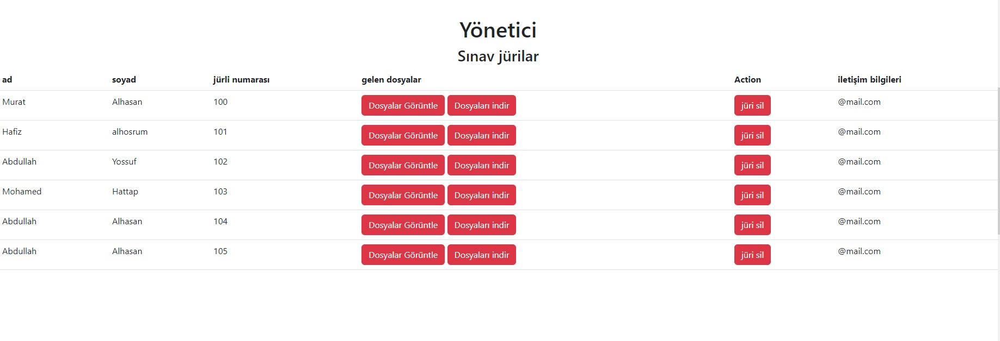 Yönetici
Sınav jürilar
ad soyad jürli numarası gelen dosyalar Action iletişim bilgileri
Murat Alhasan 100 Dosyalar Görüntle Dosyaları indir jüri sil @mail.com
Hafiz alhosrum 101 Dosyalar Görüntle Dosyaları indir jüri sil @mail.com
Abdullah Yossuf 102 Dosyalar Görüntle Dosyaları indir jüri sil @mail.com
Mohamed Hattap 103 Dosyalar Görüntle Dosyaları indir jüri sil @mail.com
Abdullah Alhasan 104 Dosyalar Görüntle Dosyaları indir jüri sil @mail.com
Abdullah Alhasan 105 Dosyalar Görüntle Dosyaları indir jüri sil @mail.com